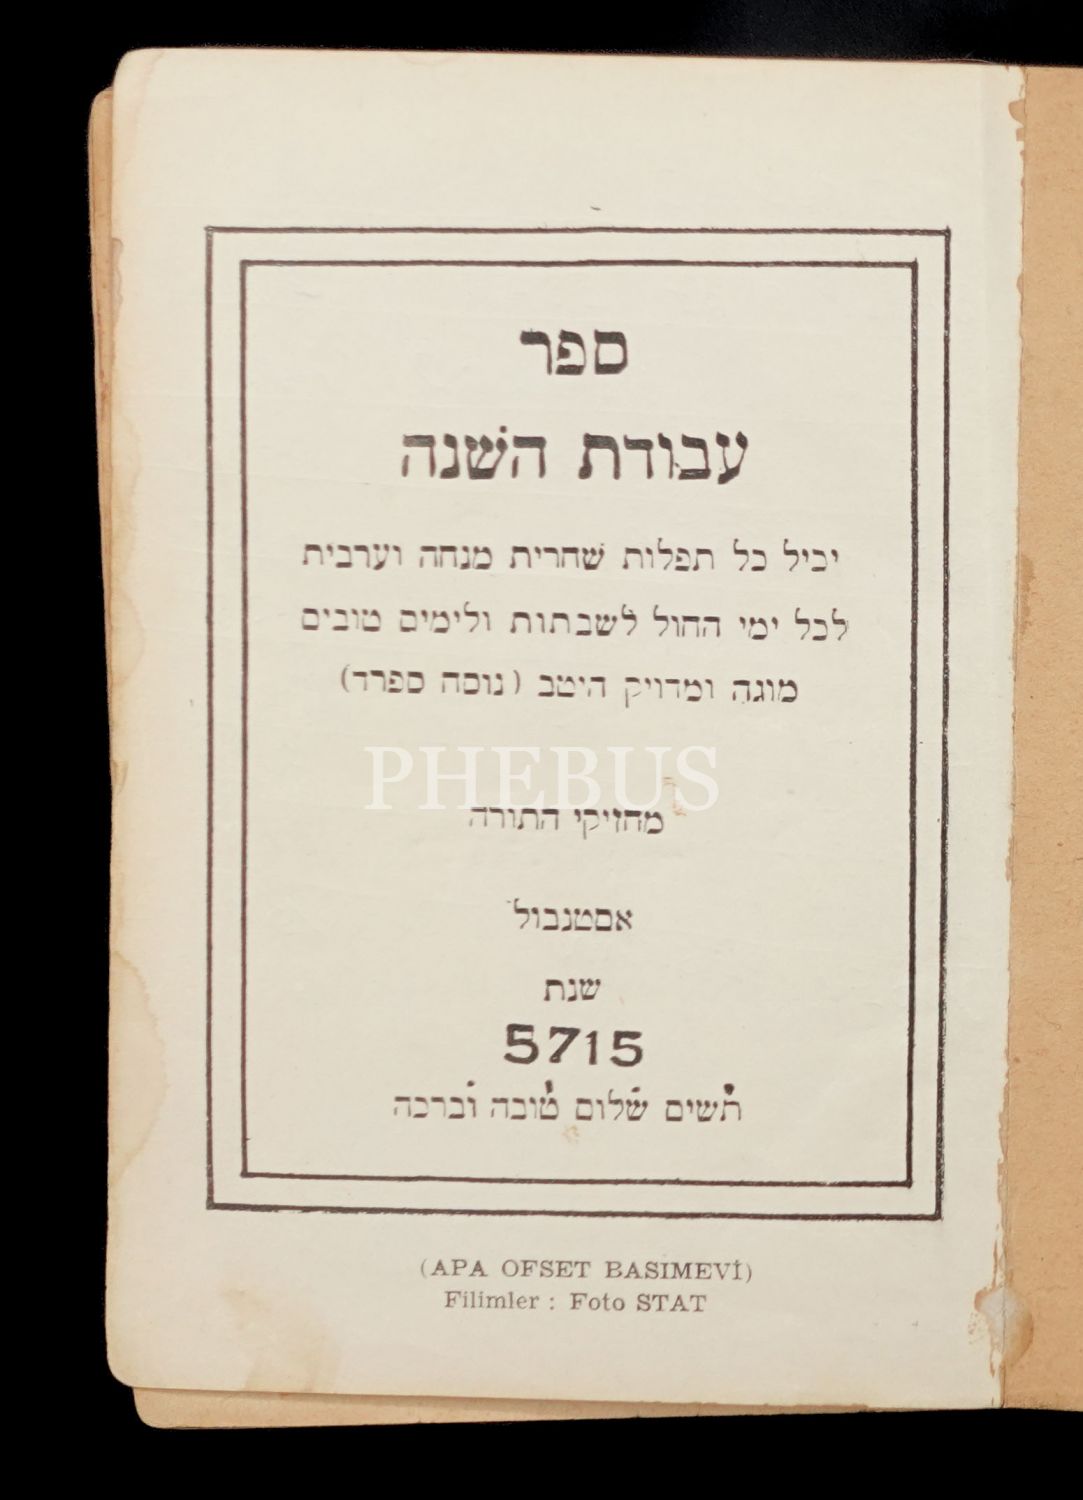 ספר
עבודת השנה
יכיל כל תפלות שחרית מנחה וערבית
לכל ימי החול לשבתות ולימים טובים
מוגה ומדויק היטב (נוסח ספרד)
PHEBUS
מחזיקי התורה
אסטנבול
שנת
5715
תשים שלום טובה וברכה
(APA OFSET BASIMEVİ)
Filimler : Foto STAT